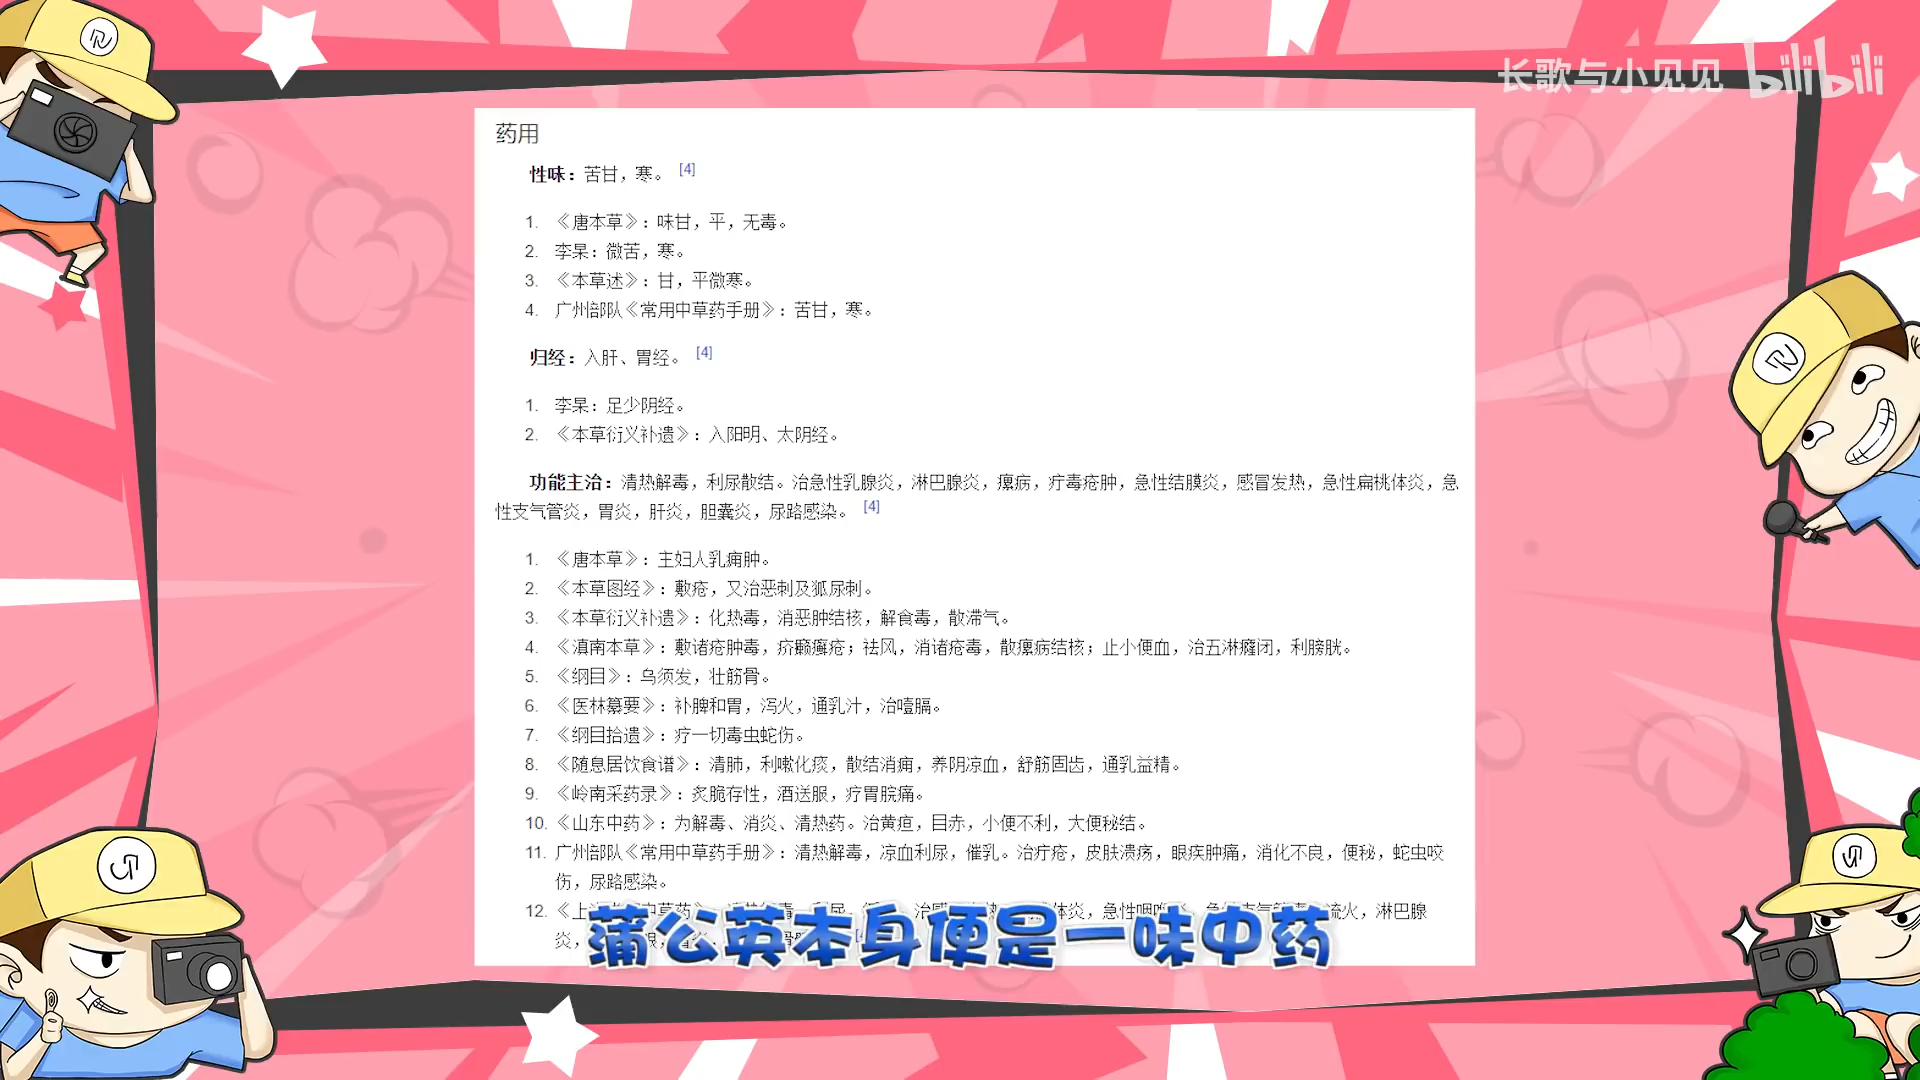 长歌与小见见 bilibili
药用
性味：苦甘，寒。 [4]
1. 《唐本草》：味甘，平，无毒。
2. 李杲：微苦，寒。
3. 《本草述》：甘，平微寒。
4. 广州部队《常用中草药手册》：苦甘，寒。
归经：入肝、胃经。 [4]
1. 李杲：足少阴经。
2. 《本草衍义补遗》：入阳明、太阴经。
功能主治：清热解毒，利尿散结。治急性乳腺炎，淋巴腺炎，瘰疬，疔毒疮肿，急性结膜炎，感冒发热，急性扁桃体炎，急
性支气管炎，胃炎，肝炎，胆囊炎，尿路感染。 [4]
1. 《唐本草》：主妇人乳痈肿。
2. 《本草图经》：敷疮，又治恶刺及狐尿刺。
3. 《本草衍义补遗》：化热毒，消恶肿结核，解食毒，散滞气。
4. 《滇南本草》：敷诸疮肿毒，疥癞癣疮；祛风，消诸疮毒，散瘰疬结核；止小便血，治五淋癃闭，利膀胱。
5. 《纲目》：乌须发，壮筋骨。
6. 《医林纂要》：补脾和胃，泻火，通乳汁，治噎膈。
7. 《纲目拾遗》：疗一切毒虫蛇伤。
8. 《随息居饮食谱》：清肺，利嗽化痰，散结消痈，养阴凉血，舒筋固齿，通乳益精。
9. 《岭南采药录》：炙脆存性，酒送服，疗胃脘痛。
10. 《山东中药》：为解毒、消炎、清热药。治黄疸，目赤，小便不利，大便秘结。
11. 广州部队《常用中草药手册》：清热解毒，凉血利尿，催乳。治疔疮，皮肤溃疡，眼疾肿痛，消化不良，便秘，蛇虫咬
伤，尿路感染。
12. 《上 中草药》： 治 体炎，急性咽 流火，淋巴腺
炎，
蒲公英本身便是一味中药